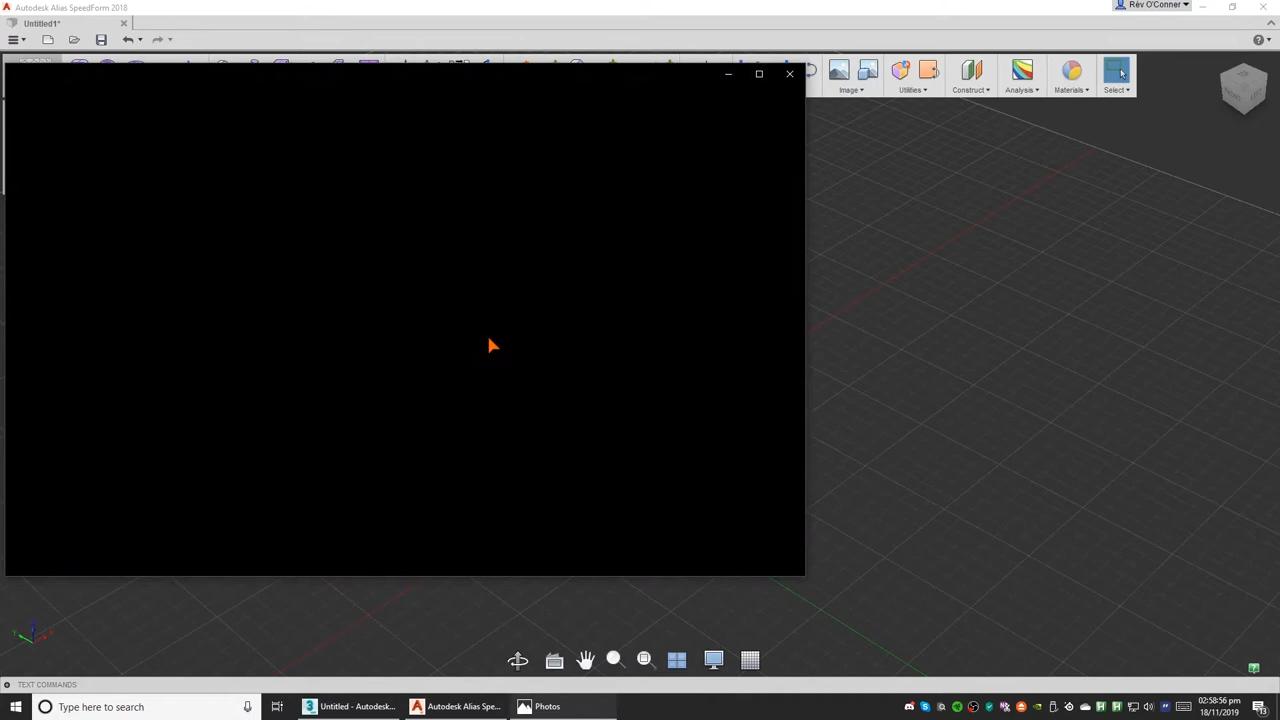 Autodesk Alias SpeedForm 2018
Rèv O'Conner
Untitled1*
Image
Utilities
Construct
Analysis
Materials
Select
TEXT COMMANDS
Type here to search
Untitled - Autodesk...
Autodesk Alias Spe...
Photos
02:58:56 pm
18/11/2019